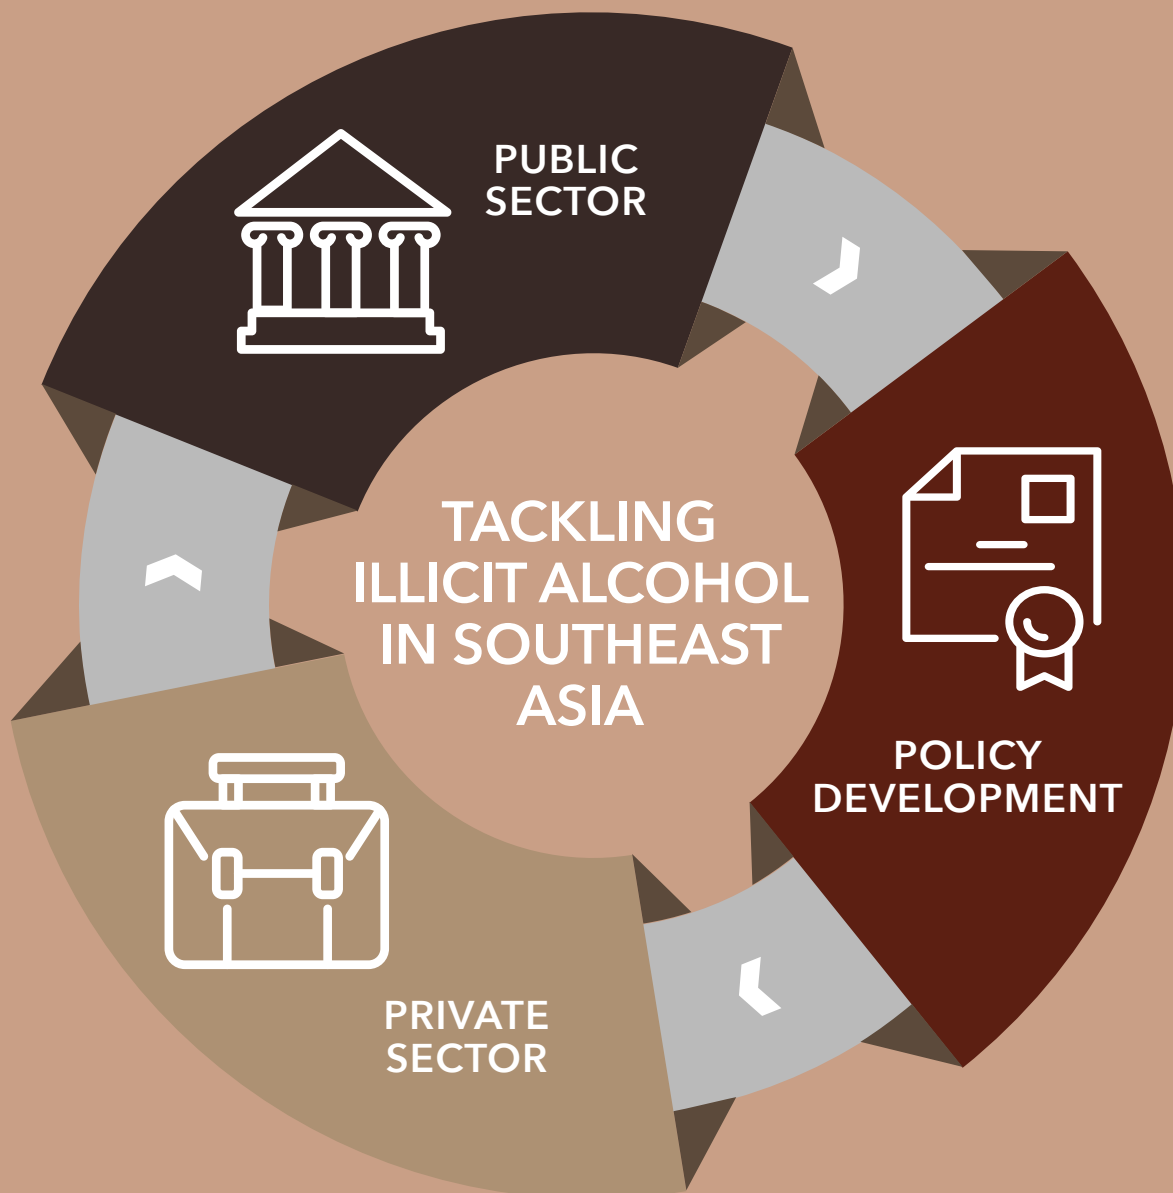 PUBLIC
SECTOR
TACKLING
ILLICIT ALCOHOL
IN SOUTHEAST
ASIA
POLICY
DEVELOPMENT
PRIVATE
SECTOR